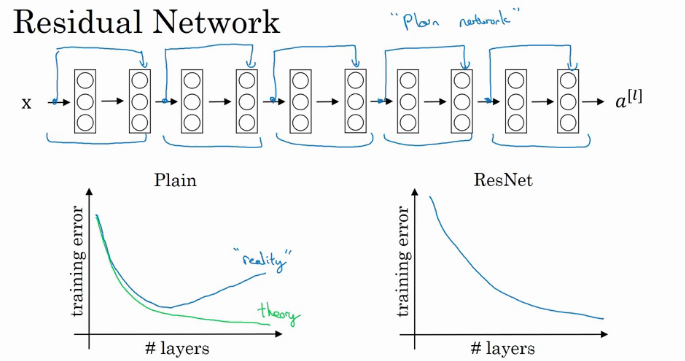 Residual Network
"Plain network"
x
a[l]
Plain
ResNet
training error
"reality"
theory
# layers
training error
# layers